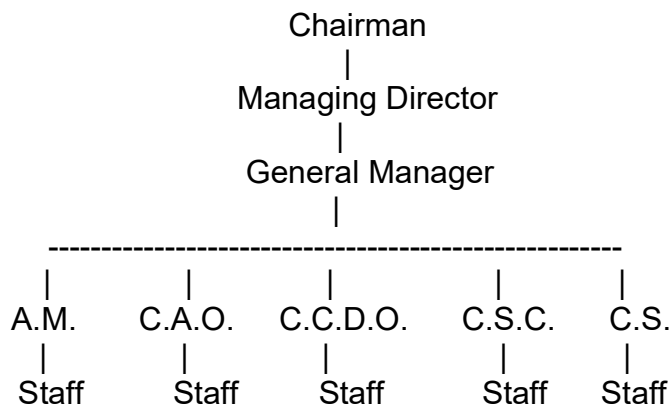 Chairman
|
Managing Director
|
General Manager
|
------------------------------------------------------
| | | | |
A.M. C.A.O. C.C.D.O. C.S.C. C.S.
| | | | |
Staff Staff Staff Staff Staff